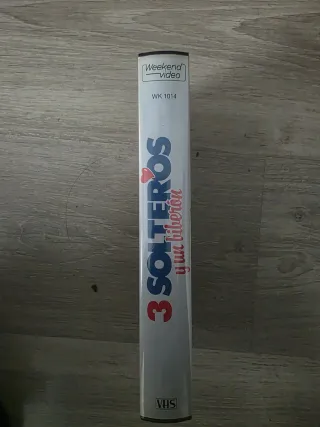 Weekend
video
WK 1014
3 SOLTEROS
y un biberón
VHS